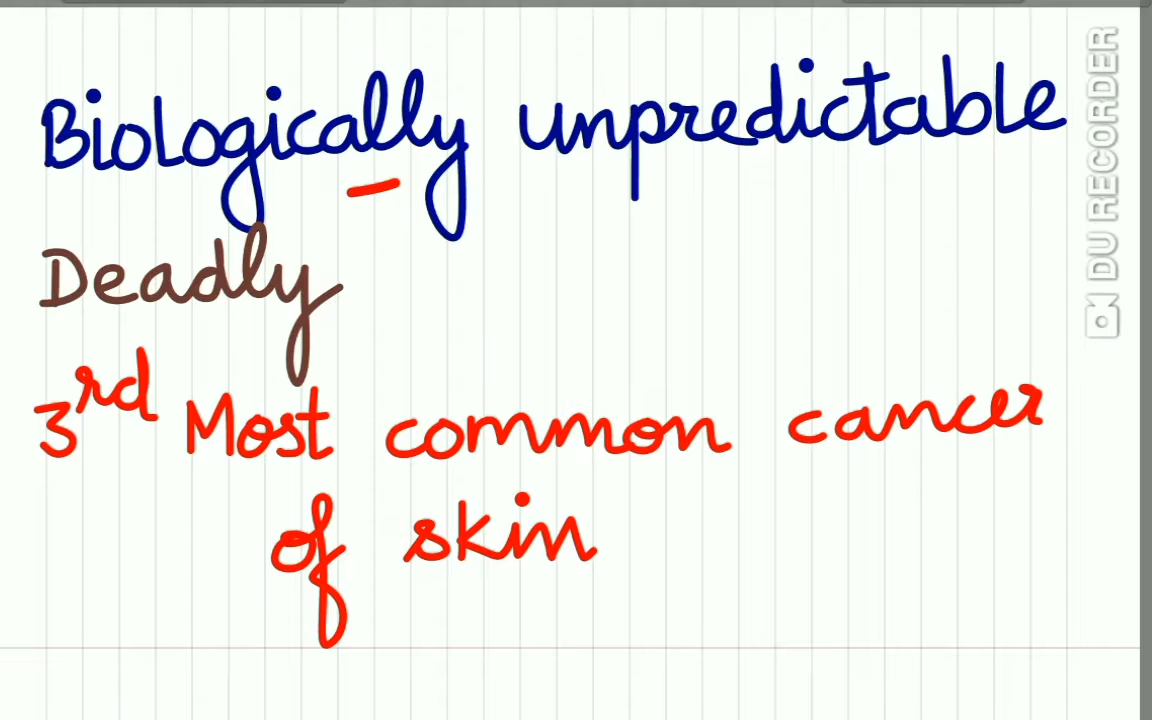 Biologically unpredictable
Deadly
3rd Most common cancer
of skin
DU RECORDER